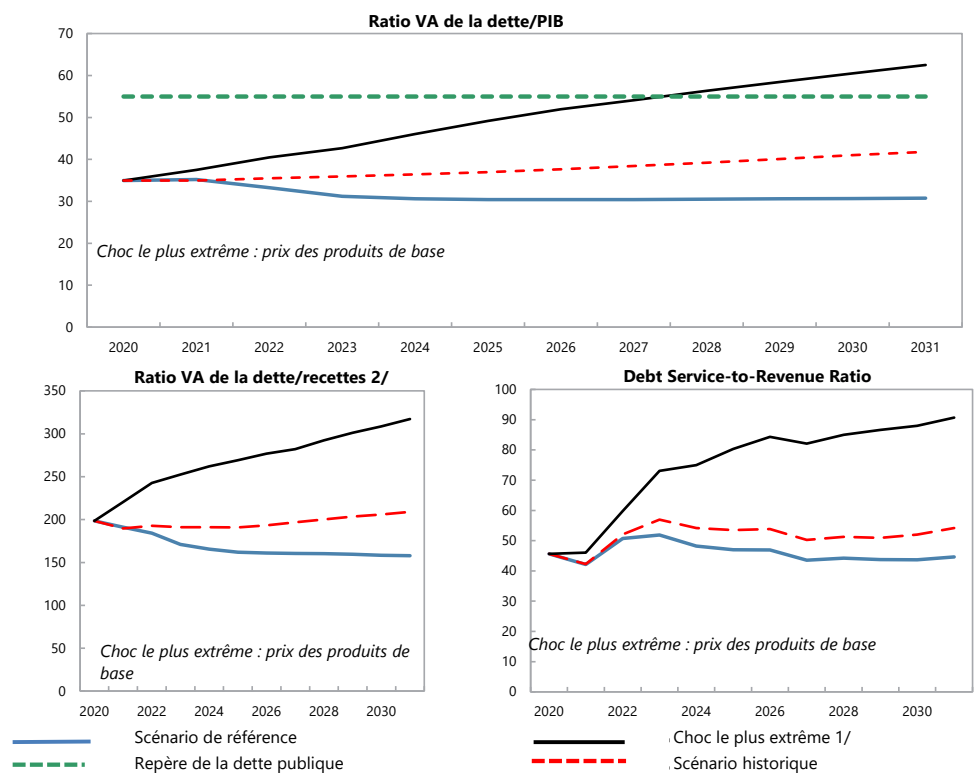 Ratio VA de la dette/PIB
70
60
50
40
30
20
10
0
Choc le plus extrême : prix des produits de base
2020 2021 2022 2023 2024 2025 2026 2027 2028 2029 2030 2031
Ratio VA de la dette/recettes 2/
350
300
250
200
150
100
50
0
Choc le plus extrême : prix des produits de
base
2020 2022 2024 2026 2028 2030
Debt Service-to-Revenue Ratio
100
90
80
70
60
50
40
30
20
10
0
Choc le plus extrême : prix des produits de base
2020 2022 2024 2026 2028 2030
Scénario de référence
Choc le plus extrême 1/
Repère de la dette publique
Scénario historique